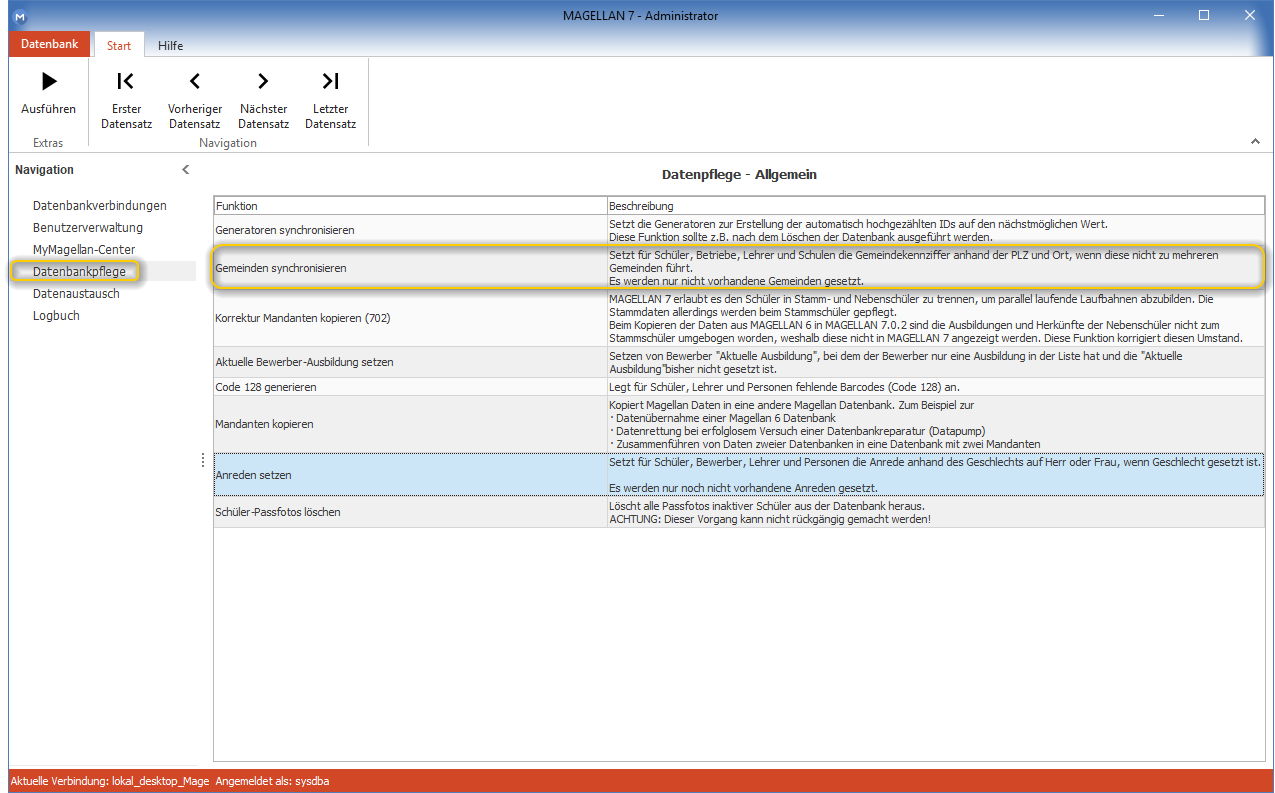 M
MAGELLAN 7 - Administrator
Datenbank
Start
Hilfe
Ausführen
Erster
Datensatz
Vorheriger
Datensatz
Nächster
Datensatz
Letzter
Datensatz
Extras
Navigation
Navigation
Datenbankverbindungen
Benutzerverwaltung
MyMagellan-Center
Datenbankpflege
Datenaustausch
Logbuch
Datenpflege - Allgemein
Funktion
Beschreibung
Generatoren synchronisieren
Setzt die Generatoren zur Erstellung der automatisch hochgezählten IDs auf den nächstmöglichen Wert.
Diese Funktion sollte z.B. nach dem Löschen der Datenbank ausgeführt werden.
Gemeinden synchronisieren
Setzt für Schüler, Betriebe, Lehrer und Schulen die Gemeindekennziffer anhand der PLZ und Ort, wenn diese nicht zu mehreren
Gemeinden führt.
Es werden nur nicht vorhandene Gemeinden gesetzt.
Korrektur Mandanten kopieren (702)
MAGELLAN 7 erlaubt es den Schüler in Stamm- und Nebenschüler zu trennen, um parallel laufende Laufbahnen abzubilden. Die
Stammdaten allerdings werden beim Stammschüler gepflegt.
Beim Kopieren der Daten aus MAGELLAN 6 in MAGELLAN 7.0.2 sind die Ausbildungen und Herkünfte der Nebenschüler nicht zum
Stammschüler umgebogen worden, weshalb diese nicht in MAGELLAN 7 angezeigt werden. Diese Funktion korrigiert diesen Umstand.
Aktuelle Bewerber-Ausbildung setzen
Setzen von Bewerber "Aktuelle Ausbildung", bei dem der Bewerber nur eine Ausbildung in der Liste hat und die "Aktuelle
Ausbildung"bisher nicht gesetzt ist.
Code 128 generieren
Legt für Schüler, Lehrer und Personen fehlende Barcodes (Code 128) an.
Mandanten kopieren
Kopiert Magellan Daten in eine andere Magellan Datenbank. Zum Beispiel zur
· Datenübernahme einer Magellan 6 Datenbank
· Datenrettung bei erfolglosem Versuch einer Datenbankreparatur (Datapump)
· Zusammenführen von Daten zweier Datenbanken in eine Datenbank mit zwei Mandanten
Anreden setzen
Setzt für Schüler, Bewerber, Lehrer und Personen die Anrede anhand des Geschlechts auf Herr oder Frau, wenn Geschlecht gesetzt ist.
Es werden nur noch nicht vorhandene Anreden gesetzt.
Schüler-Passfotos löschen
Löscht alle Passfotos inaktiver Schüler aus der Datenbank heraus.
ACHTUNG: Dieser Vorgang kann nicht rückgängig gemacht werden!
Aktuelle Verbindung: lokal_desktop_Mage Angemeldet als: sysdba